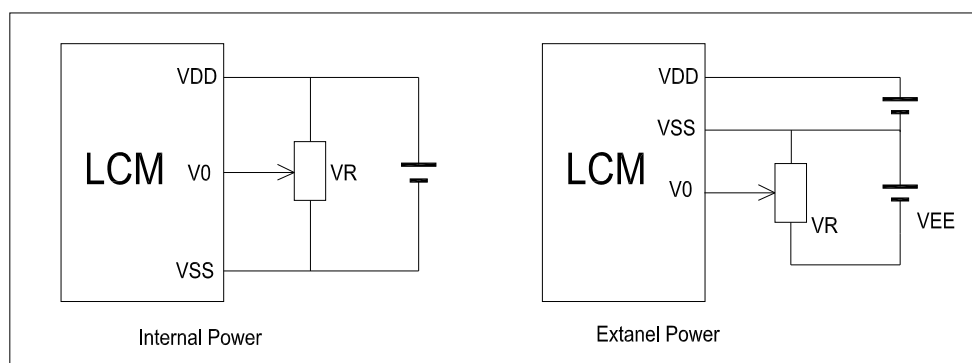 VDD
LCM
V0
VR
VSS
Internal Power
VDD
VSS
LCM
V0
VR
VEE
Extanel Power